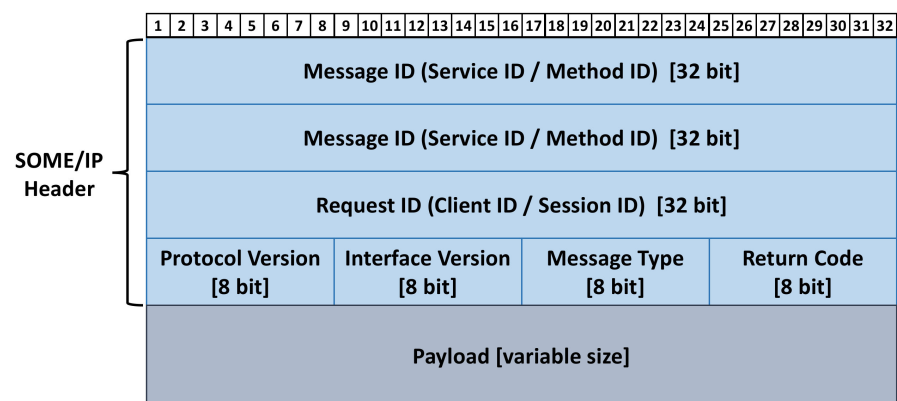 1 2 3 4 5 6 7 8 9 10 11 12 13 14 15 16 17 18 19 20 21 22 23 24 25 26 27 28 29 30 31 32
Message ID (Service ID / Method ID) [32 bit]
Message ID (Service ID / Method ID) [32 bit]
SOME/IP
Header
Request ID (Client ID / Session ID) [32 bit]
Protocol Version Interface Version Message Type Return Code
[8 bit] [8 bit] [8 bit] [8 bit]
Payload [variable size]